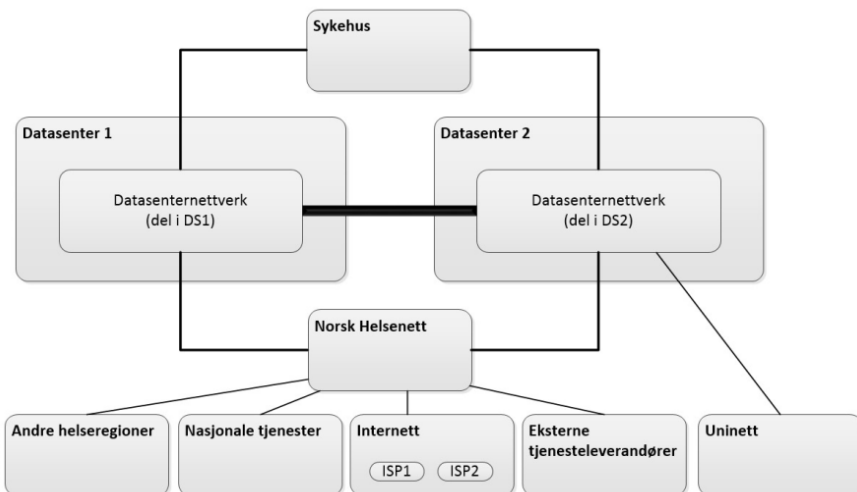 Sykehus
Datasenter 1
Datasenter 2
Datasenternettverk
(del i DS1)
Datasenternettverk
(del i DS2)
Norsk Helsenett
Andre helseregioner
Nasjonale tjenester
Internett
ISP1
ISP2
Eksterne
tjenesteleverandører
Uninett